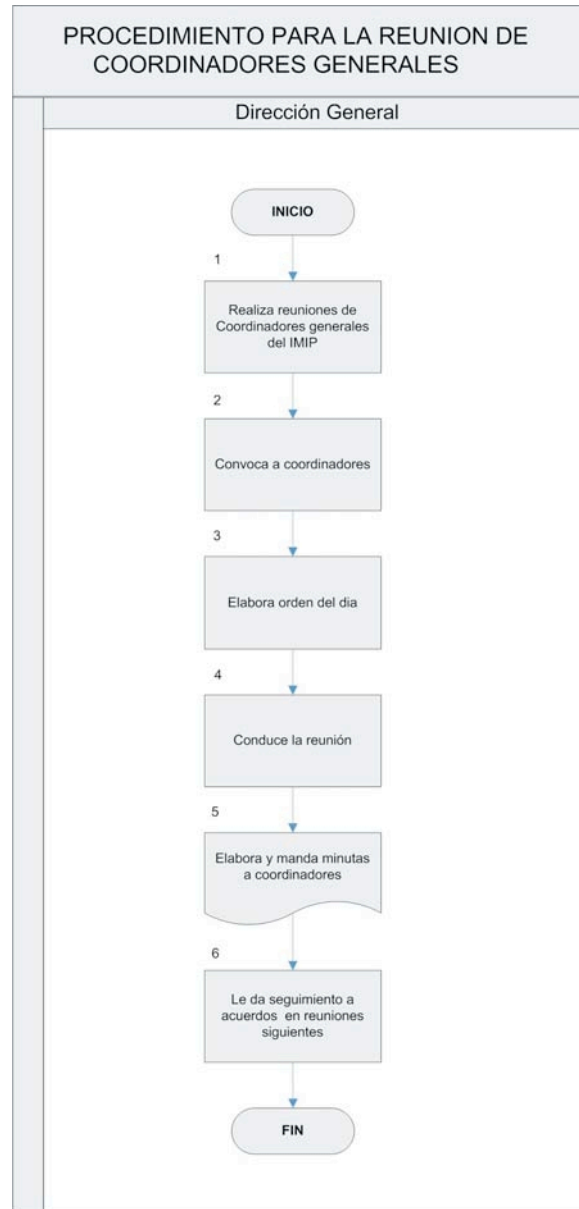 PROCEDIMIENTO PARA LA REUNION DE
COORDINADORES GENERALES
Dirección General
INICIO
1
Realiza reuniones de
Coordinadores generales
del IMIP
2
Convoca a coordinadores
3
Elabora orden del dia
4
Conduce la reunión
5
Elabora y manda minutas
a coordinadores
6
Le da seguimiento a
acuerdos en reuniones
siguientes
FIN